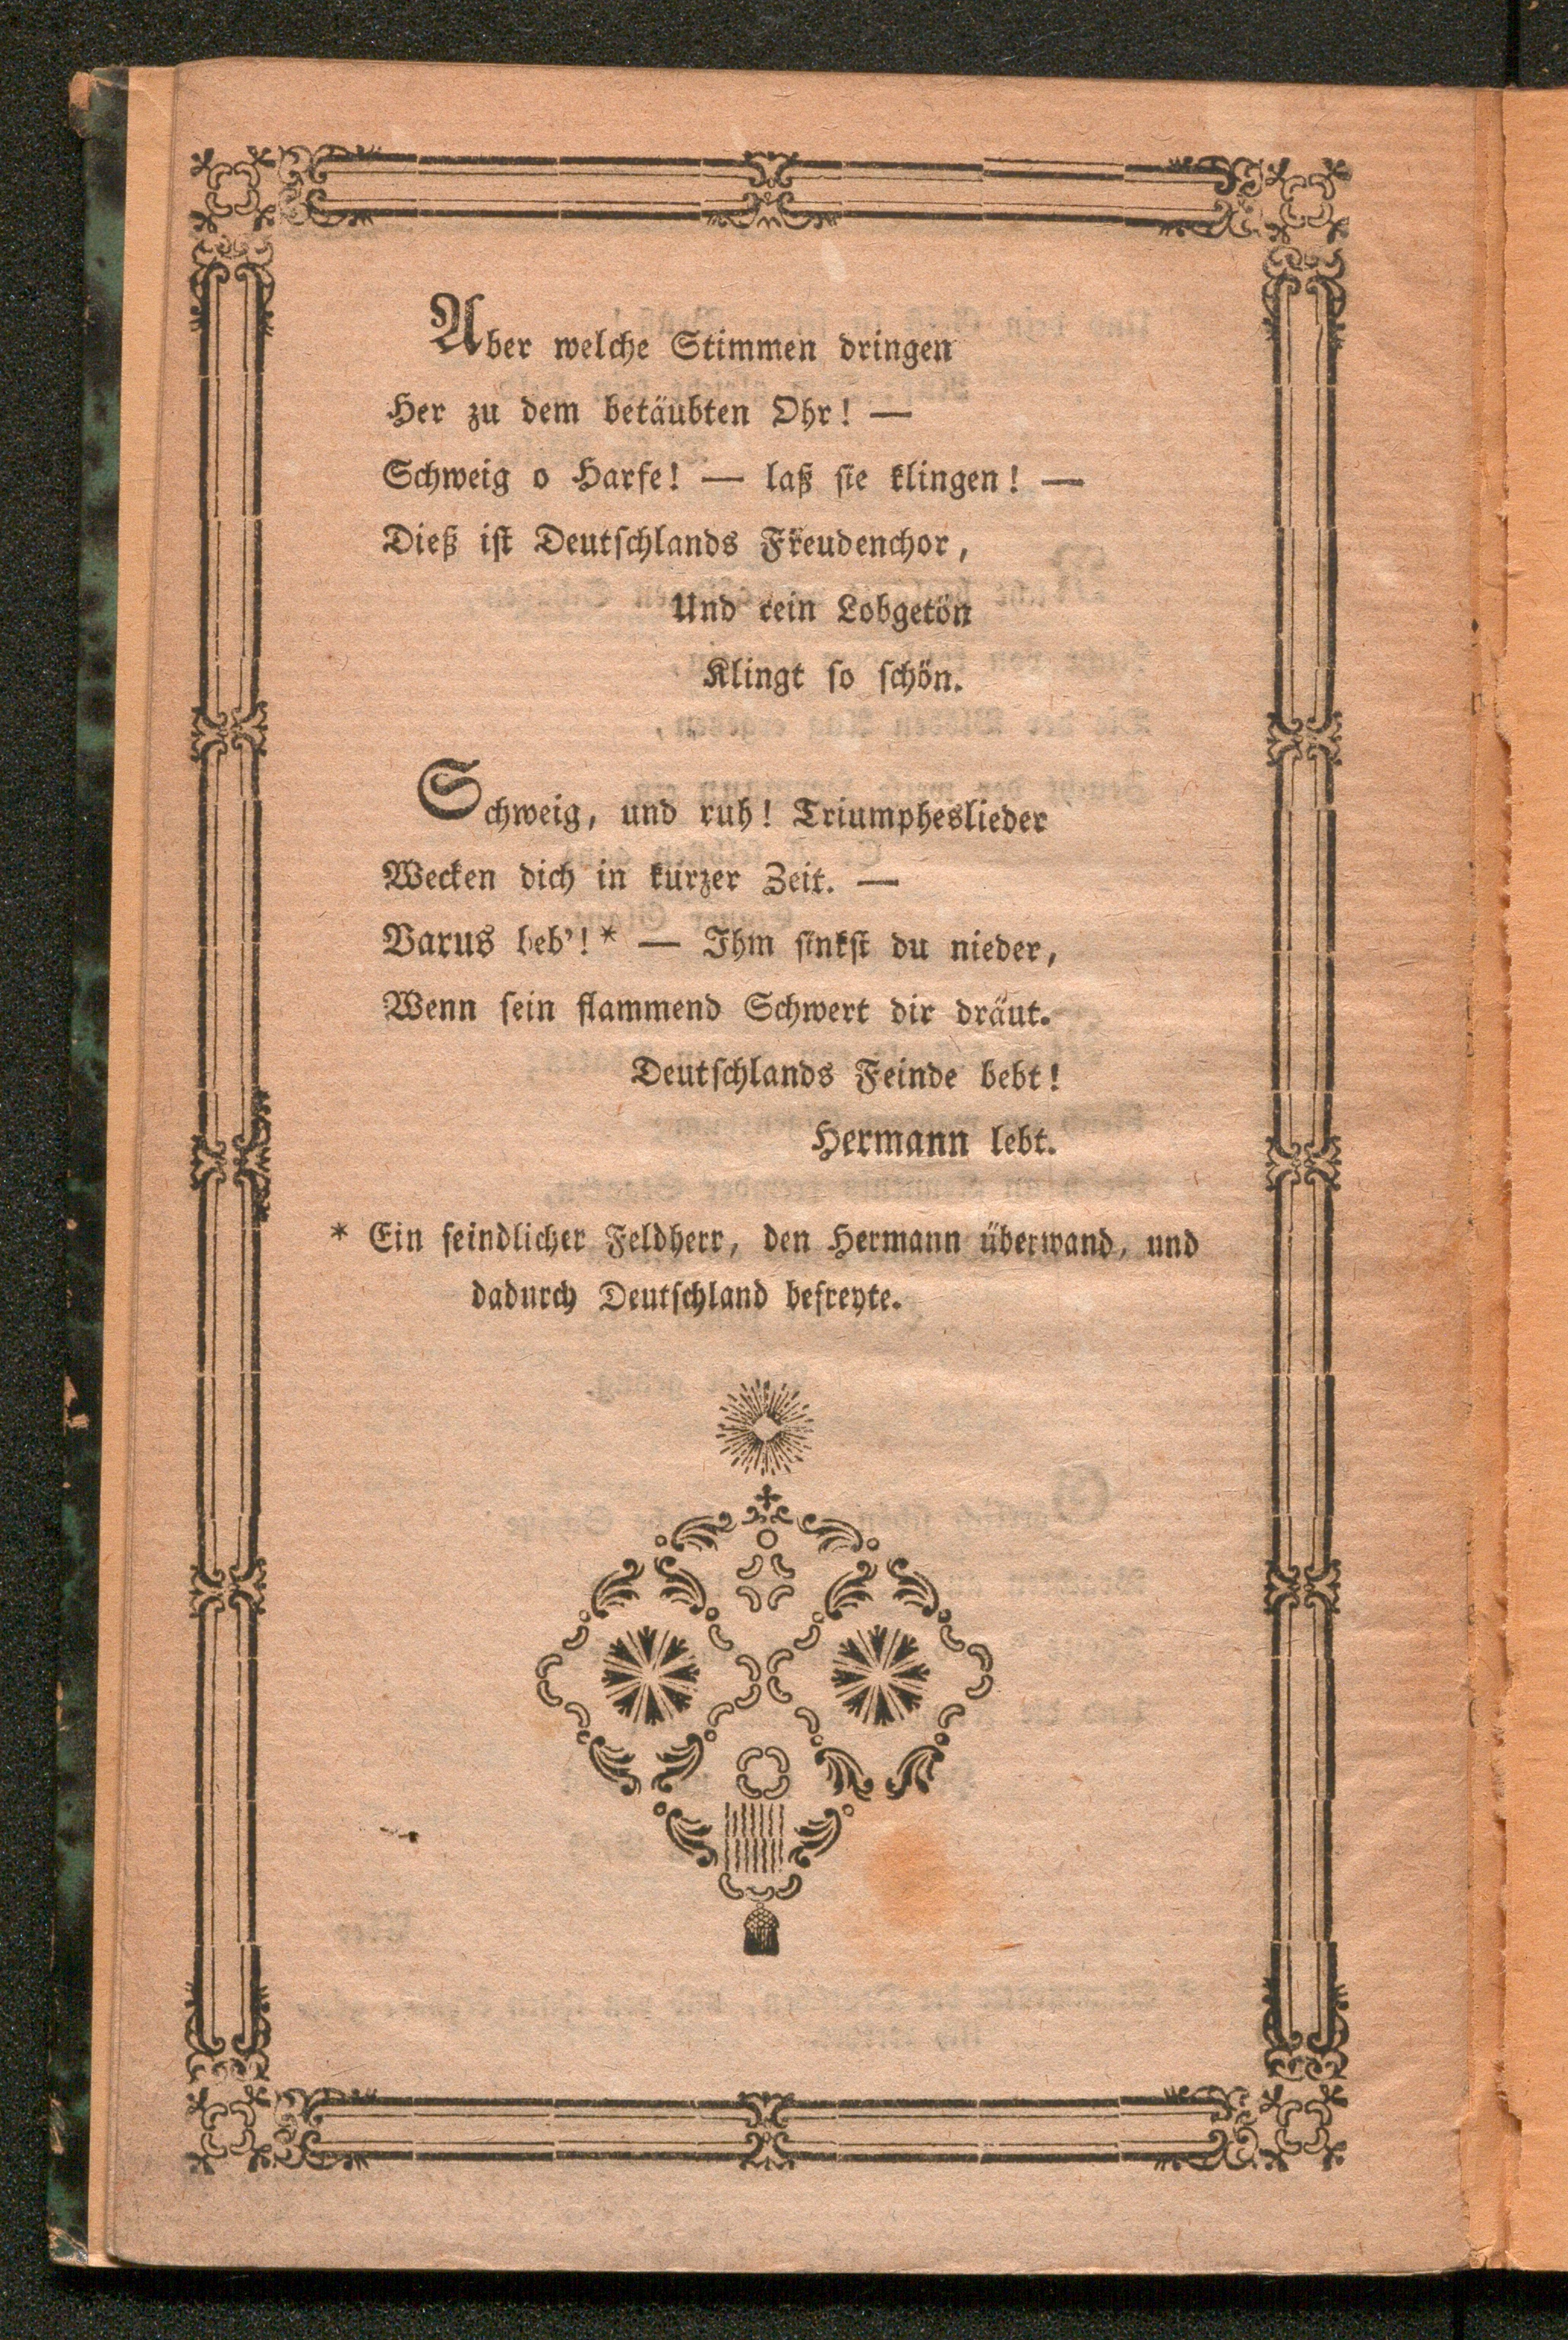 Aber welche Stimmen dringen
Her zu dem betäubten Ohr! —
Schweig o Harfe! — laß ſie klingen! —
Dieß iſt Deutſchlands Freudenchor,
Und kein Lobgetön
Klingt ſo ſchön.
Schweig, und ruh! Triumpheslieder
Wecken dich in kurzer Zeit. —
Varus beb'! * — Ihm ſinkſt du nieder,
Wenn ſein flammend Schwert dir dräut.
Deutſchlands Feinde bebt!
Hermann lebt.
* Ein feindlicher Feldherr, den Hermann überwand, und
dadurch Deutſchland befreyte.